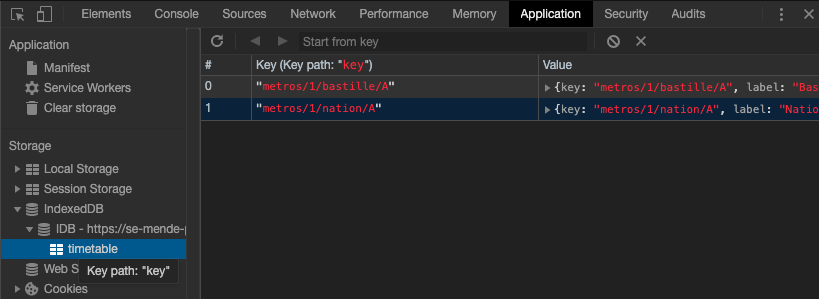 Elements Console Sources Network Performance Memory Application Security Audits
Application
Manifest
Service Workers
Clear storage
Storage
Local Storage
Session Storage
IndexedDB
IDB - https://se-mende-p
timetable
Web S
Key path: "key"
Cookies
Start from key
# Key (Key path: "key") Value
0 "metros/1/bastille/A" {key: "metros/1/bastille/A", label: "Bas
1 "metros/1/nation/A" {key: "metros/1/nation/A", label: "Natio